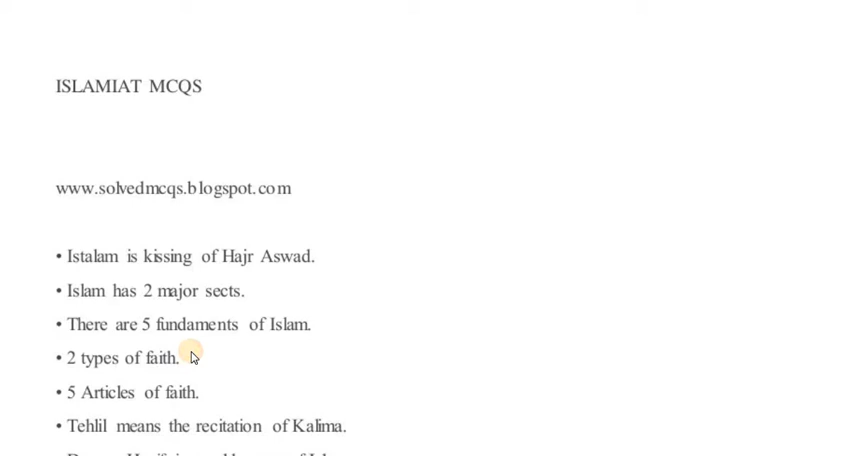 ISLAMIAT MCQS
www.solvedmcqs.blogspot.com
• Istalam is kissing of Hajr Aswad.
• Islam has 2 major sects.
• There are 5 fundaments of Islam.
• 2 types of faith.
• 5 Articles of faith.
• Tehlil means the recitation of Kalima.